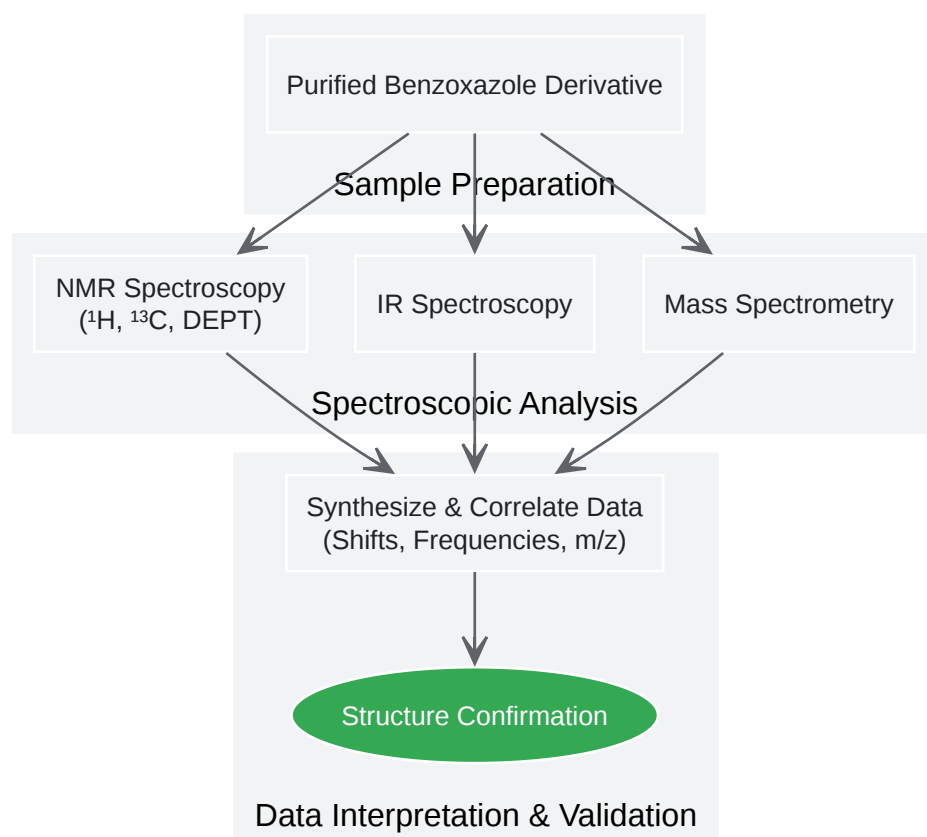 Purified Benzoxazole Derivative
Sample Preparation
NMR Spectroscopy
(¹H, ¹³C, DEPT)
IR Spectroscopy
Mass Spectrometry
Spectroscopic Analysis
Synthesize & Correlate Data
(Shifts, Frequencies, m/z)
Structure Confirmation
Data Interpretation & Validation